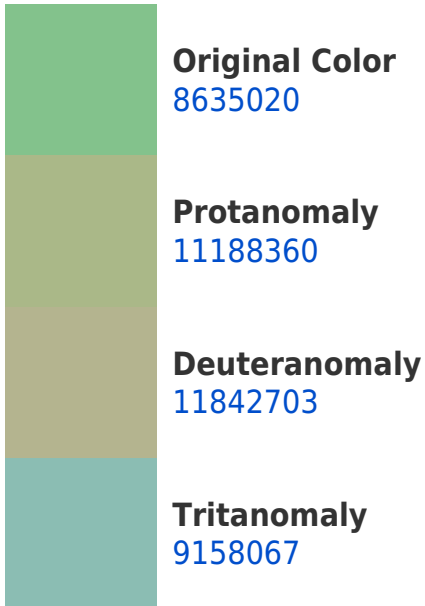 Original Color
8635020
Protanomaly
11188360
Deuteranomaly
11842703
Tritanomaly
9158067